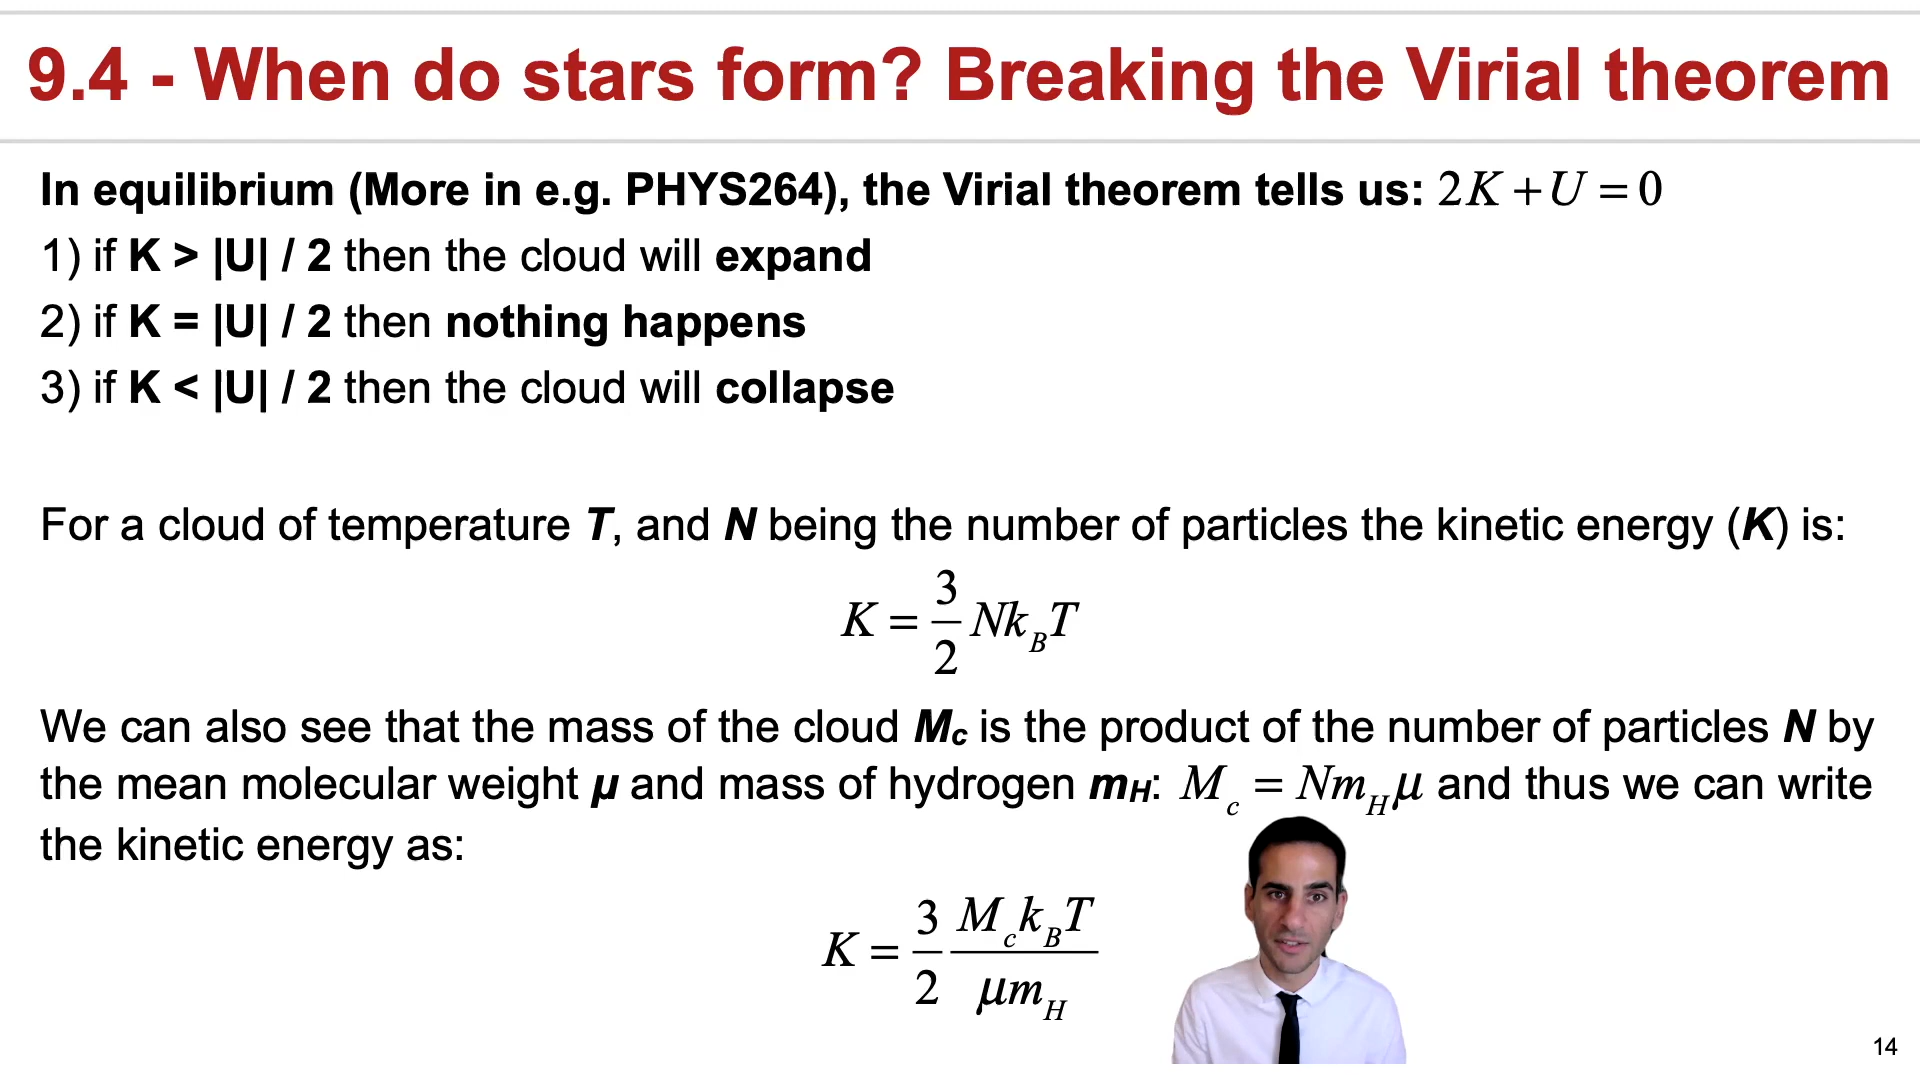 9.4 - When do stars form? Breaking the Virial theorem
In equilibrium (More in e.g. PHYS264), the Virial theorem tells us: 2K + U = 0
1) if K > |U| / 2 then the cloud will expand
2) if K = |U| / 2 then nothing happens
3) if K < |U| / 2 then the cloud will collapse
For a cloud of temperature T, and N being the number of particles the kinetic energy (K) is:
K = 3/2 Nk_BT
We can also see that the mass of the cloud Mc is the product of the number of particles N by
the mean molecular weight μ and mass of hydrogen mH: M_c = Nm_Hμ and thus we can write
the kinetic energy as:
K = 3/2 M_ck_BT/μm_H
14